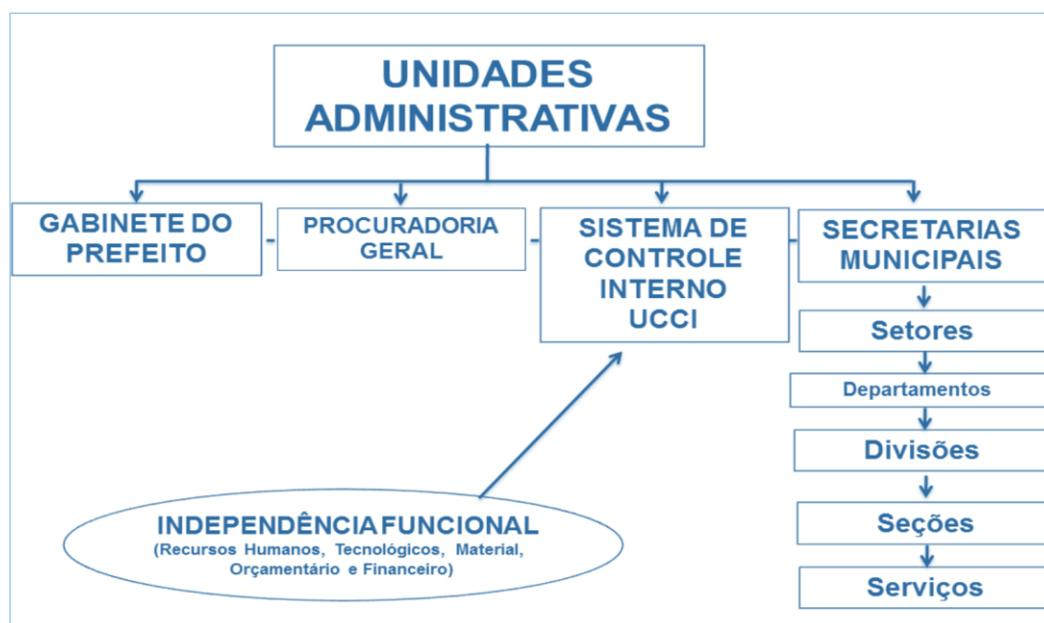 UNIDADES
ADMINISTRATIVAS
GABINETE DO
PREFEITO
PROCURADORIA
GERAL
SISTEMA DE
CONTROLE
INTERNO
UCCI
SECRETARIAS
MUNICIPAIS
Setores
Departamentos
Divisões
Seções
Serviços
INDEPENDÊNCIA FUNCIONAL
(Recursos Humanos, Tecnológicos, Material,
Orçamentário e Financeiro)